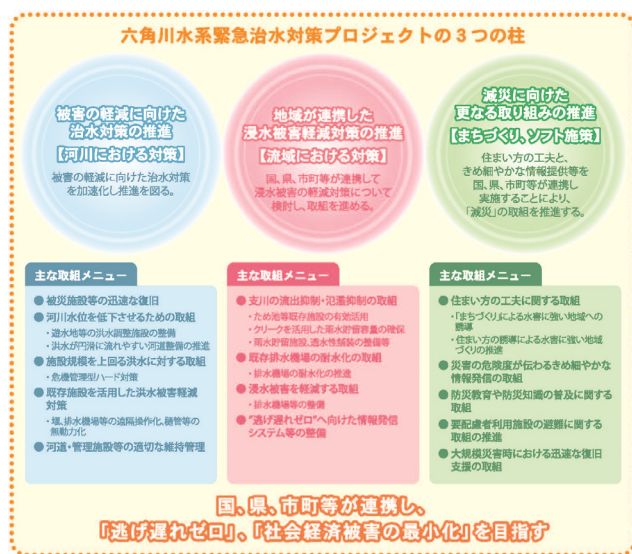 六角川水系緊急治水対策プロジェクトの３つの柱
被害の軽減に向けた
治水対策の推進
【河川における対策】
被害の軽減に向けた治水対策
を加速化し推進を図る。
地域が連携した
浸水被害軽減対策の推進
【流域における対策】
国、県、市町等が連携して
浸水被害の軽減対策について
検討し、取組を進める。
減災に向けた
更なる取り組みの推進
【まちづくり、ソフト施策】
住まい方の工夫と、
きめ細やかな情報提供等を
国、県、市町等が連携し
実施することにより、
「減災」の取組を推進する。
主な取組メニュー
● 被災施設等の迅速な復旧
● 河川水位を低下させるための取組
・遊水地等の洪水調整施設の整備
・洪水が円滑に流れやすい河道整備の推進
● 施設規模を上回る洪水に対する取組
・危機管理型ハード対策
● 既存施設を活用した洪水被害軽減
対策
・堰、排水機場等の遠隔操作化、樋管等の
無動力化
● 河道・管理施設等の適切な維持管理
主な取組メニュー
● 支川の流出抑制・氾濫抑制の取組
・ため池等既存施設の有効活用
・クリークを活用した雨水貯留容量の確保
・雨水貯留施設、透水性舗装の整備等
● 既存排水機場の耐水化の取組
・排水機場の耐水化の推進
● 浸水被害を軽減する取組
・排水機場等の整備
● “逃げ遅れゼロ”へ向けた情報発信
システム等の整備
主な取組メニュー
● 住まい方の工夫に関する取組
・「まちづくり」による水害に強い地域への
誘導
・住まい方の誘導による水害に強い地域
づくりの推進
● 災害の危険度が伝わるきめ細やかな
情報発信の取組
● 防災教育や防災知識の普及に関する
取組
● 要配慮者利用施設の避難に関する
取組の推進
● 大規模災害時における迅速な復旧
支援の取組
国、県、市町等が連携し、
「逃げ遅れゼロ」、「社会経済被害の最小化」を目指す